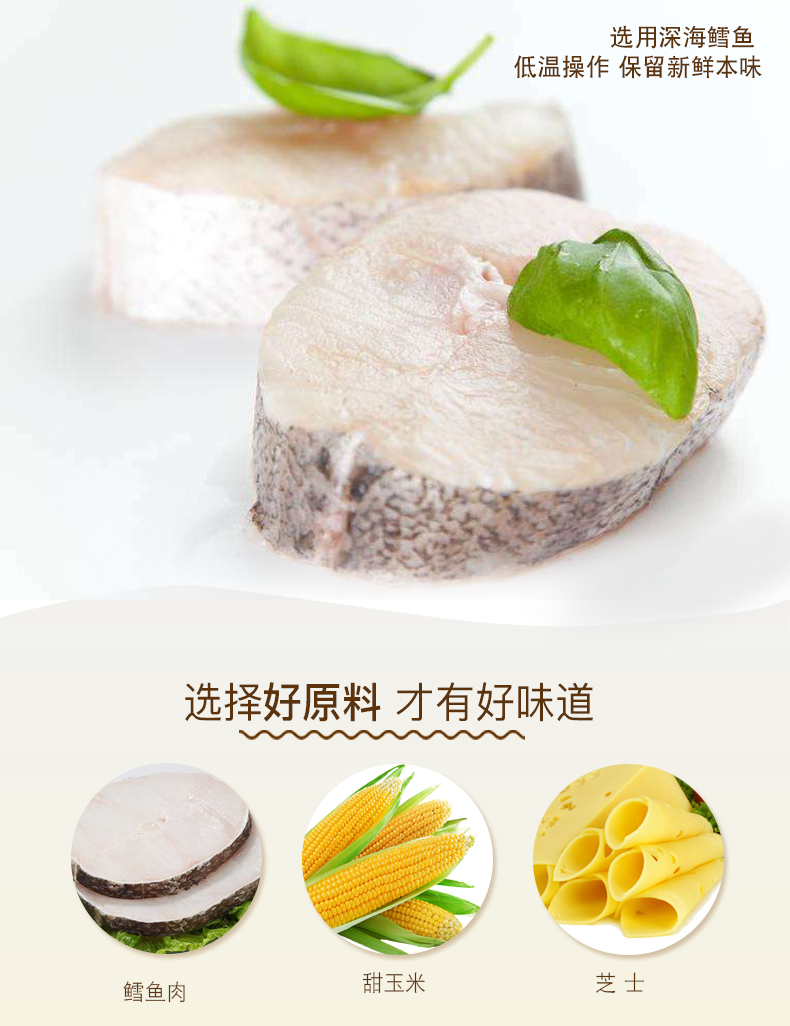 选用深海鳕鱼
低温操作 保留新鲜本味
选择好原料 才有好味道
鳕鱼肉
甜玉米
芝 士